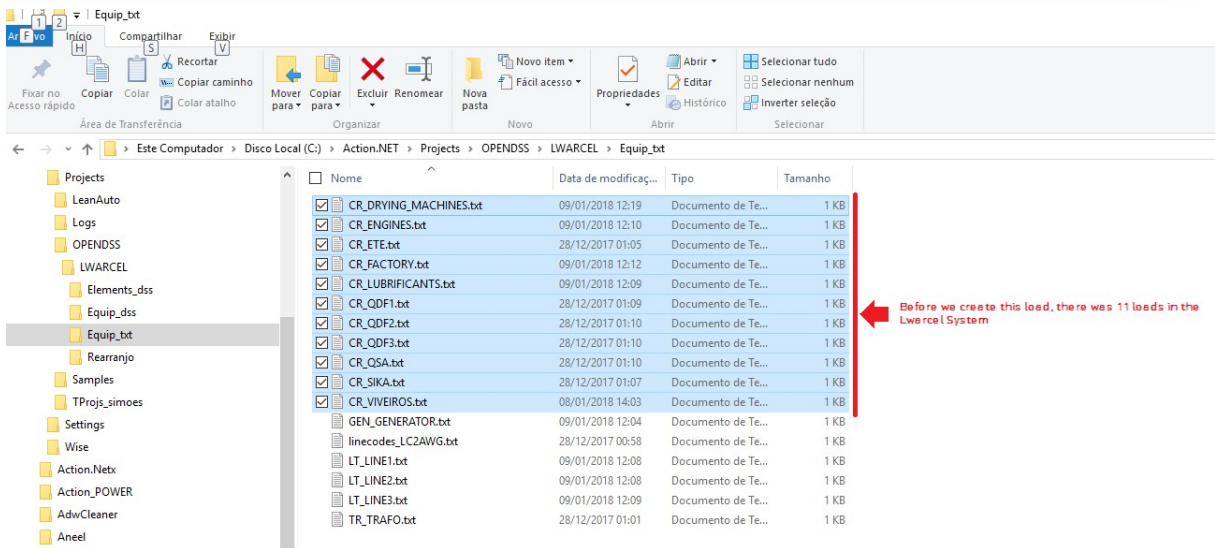 1 2 Equip_txt
Ar F vo Início Compartilhar Exibir
H S V
Fixar no
Acesso rápido
Copiar
Colar
Recortar
Copiar caminho
Colar atalho
Área de Transferência
Mover
para
Copiar
para
Excluir
Renomear
Organizar
Nova
pasta
Novo item
Fácil acesso
Novo
Propriedades
Abrir
Editar
Histórico
Abrir
Selecionar tudo
Selecionar nenhum
Inverter seleção
Selecionar
Este Computador > Disco Local (C:) > Action.NET > Projects > OPENDSS > LWARCEL > Equip_txt
Projects
LeanAuto
Logs
OPENDSS
LWARCEL
Elements_dss
Equip_dss
Equip_txt
Rearranjo
Samples
TProjs_simoes
Settings
Wise
Action.Netx
Action_POWER
AdwCleaner
Aneel
Nome Data de modificaç... Tipo Tamanho
CR_DRYING_MACHINES.txt 09/01/2018 12:19 Documento de Te... 1 KB
CR_ENGINES.txt 09/01/2018 12:10 Documento de Te... 1 KB
CR_ETE.txt 28/12/2017 01:05 Documento de Te... 1 KB
CR_FACTORY.txt 09/01/2018 12:12 Documento de Te... 1 KB
CR_LUBRIFICANTS.txt 09/01/2018 12:09 Documento de Te... 1 KB
CR_QDF1.txt 28/12/2017 01:09 Documento de Te... 1 KB
CR_QDF2.txt 28/12/2017 01:10 Documento de Te... 1 KB
CR_QDF3.txt 28/12/2017 01:10 Documento de Te... 1 KB
CR_QSA.txt 28/12/2017 01:10 Documento de Te... 1 KB
CR_SIKA.txt 28/12/2017 01:07 Documento de Te... 1 KB
CR_VIVEIROS.txt 08/01/2018 14:03 Documento de Te... 1 KB
GEN_GENERATOR.txt 09/01/2018 12:04 Documento de Te... 1 KB
linecodes_LC2AWG.txt 28/12/2017 00:58 Documento de Te... 1 KB
LT_LINE1.txt 09/01/2018 12:08 Documento de Te... 1 KB
LT_LINE2.txt 09/01/2018 12:08 Documento de Te... 1 KB
LT_LINE3.txt 09/01/2018 12:09 Documento de Te... 1 KB
TR_TRAFO.txt 28/12/2017 01:01 Documento de Te... 1 KB
Before we create this load, there was 11 loads in the
Lwarcel System